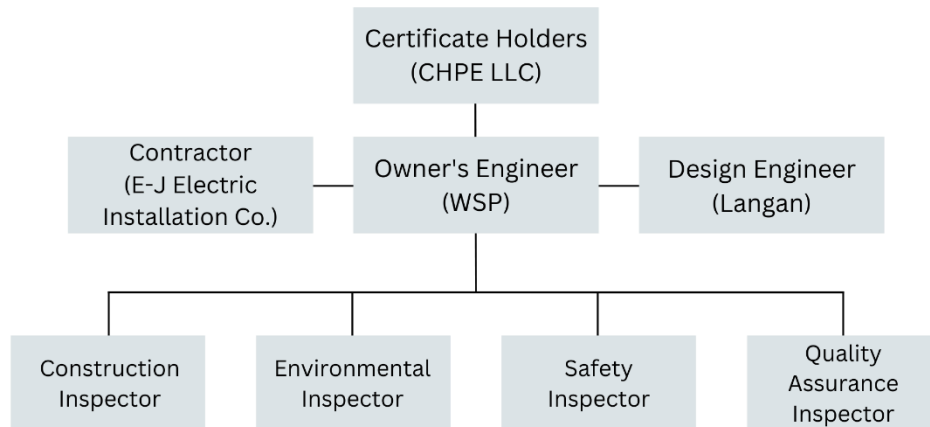 Certificate Holders
(CHPE LLC)
Contractor
(E-J Electric
Installation Co.)
Owner's Engineer
(WSP)
Design Engineer
(Langan)
Construction
Inspector
Environmental
Inspector
Safety
Inspector
Quality
Assurance
Inspector